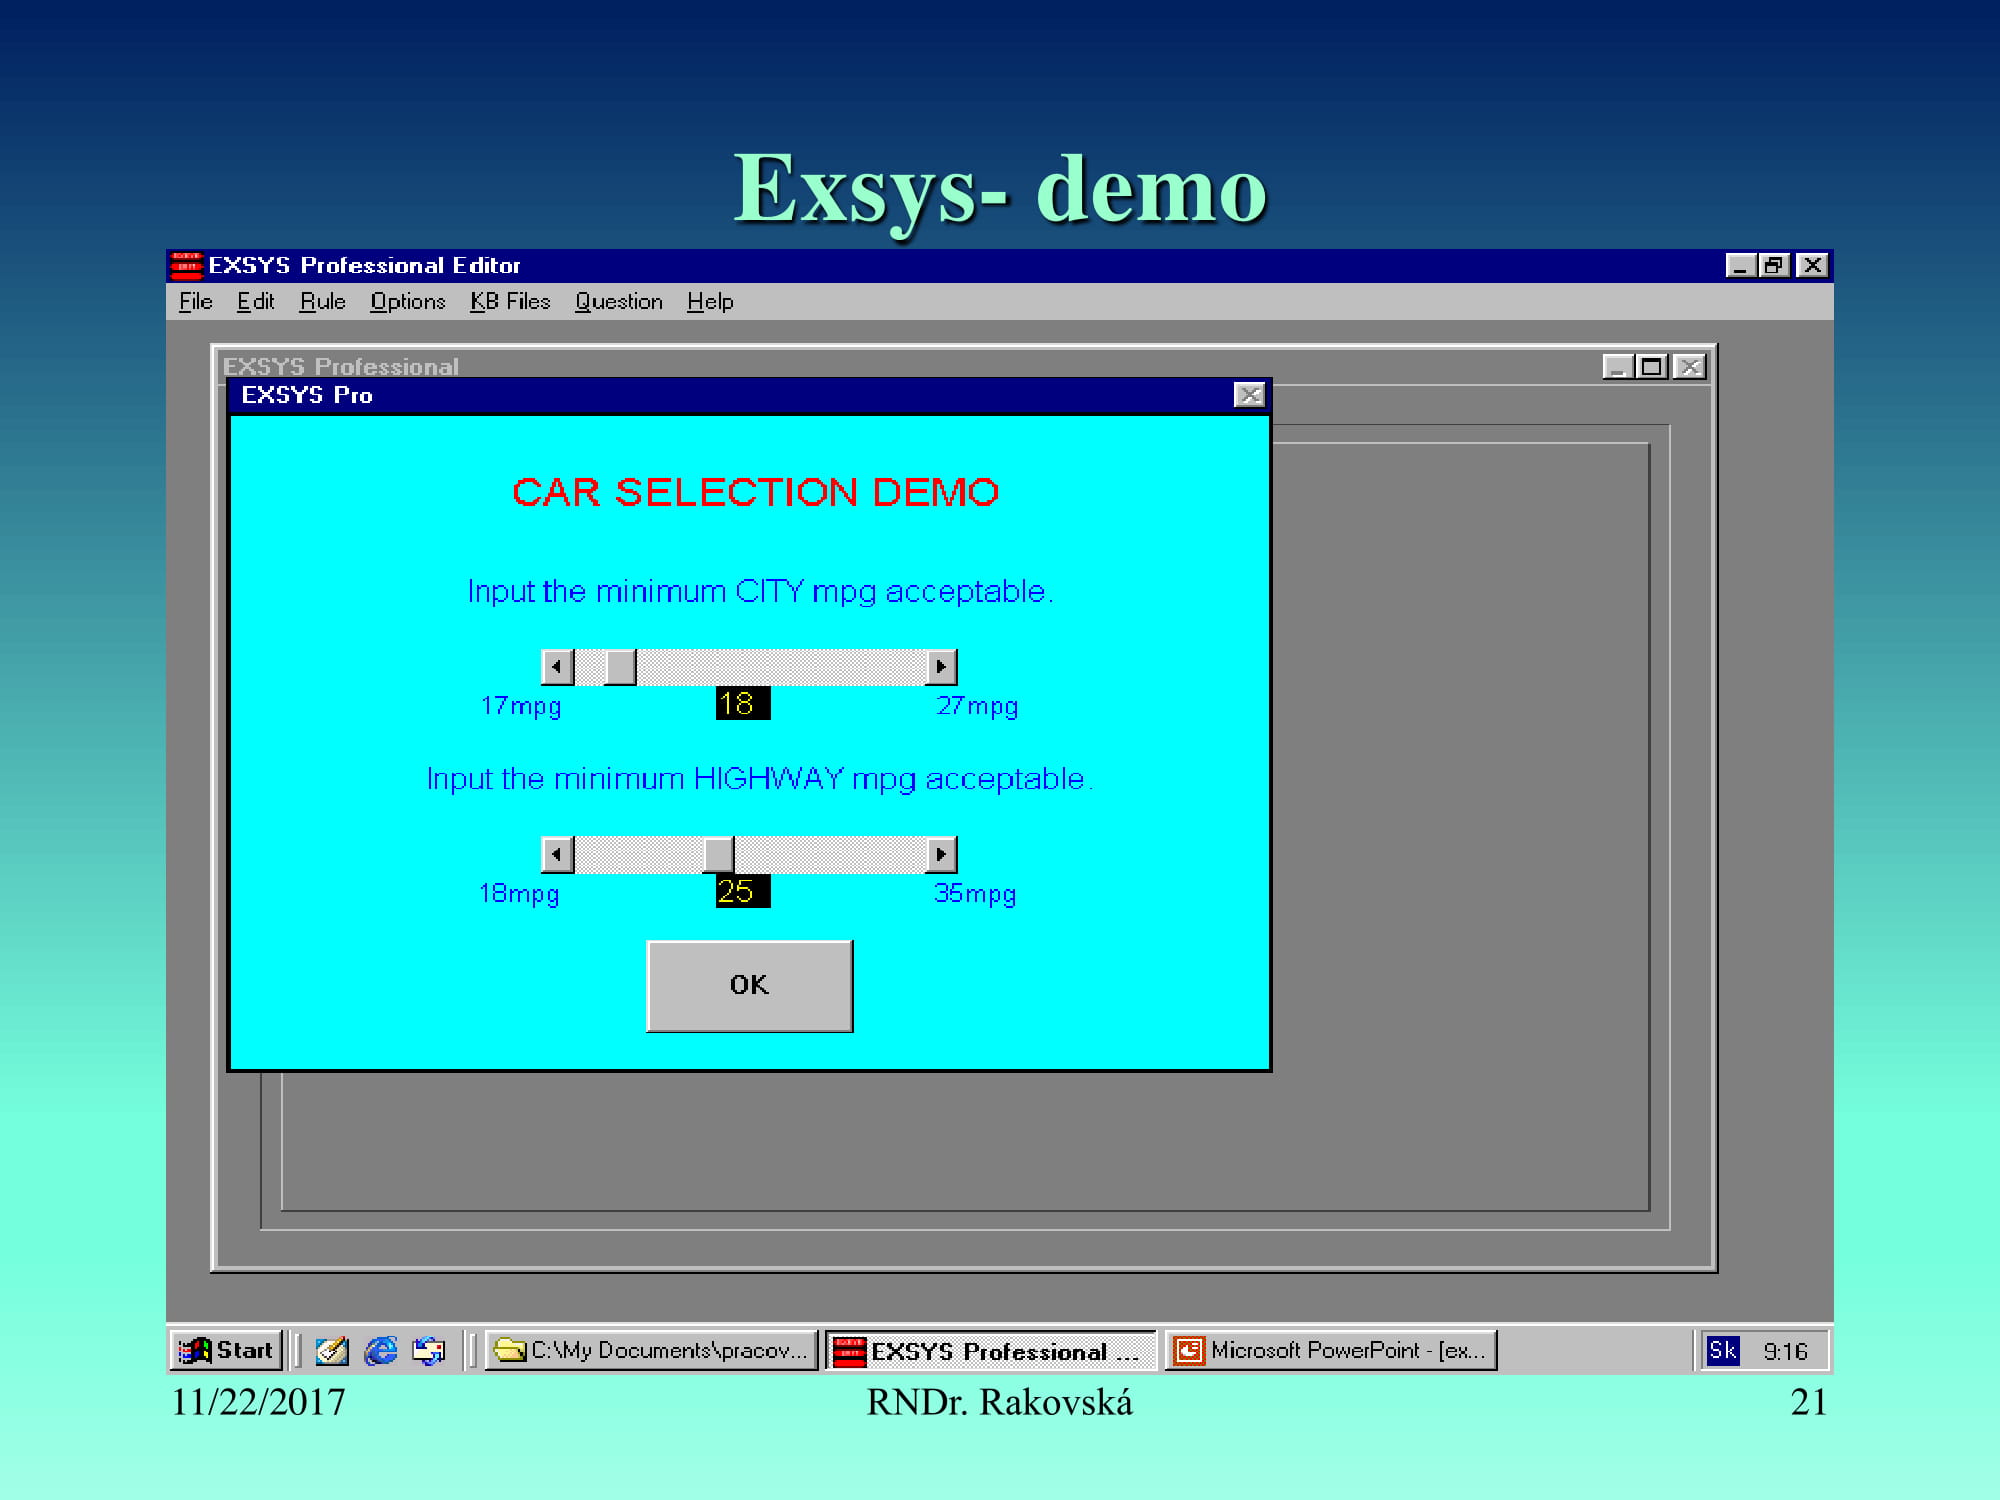 Exsys- demo
EXSYS Professional Editor
File Edit Rule Options KB Files Question Help
EXSYS Professional
EXSYS Pro
CAR SELECTION DEMO
Input the minimum CITY mpg acceptable.
17mpg 18 27mpg
Input the minimum HIGHWAY mpg acceptable.
18mpg 25 35mpg
OK
Start C:\My Documents\pracov... EXSYS Professional ... Microsoft PowerPoint - [ex... Sk 9:16
11/22/2017 RNDr. Rakovská 21